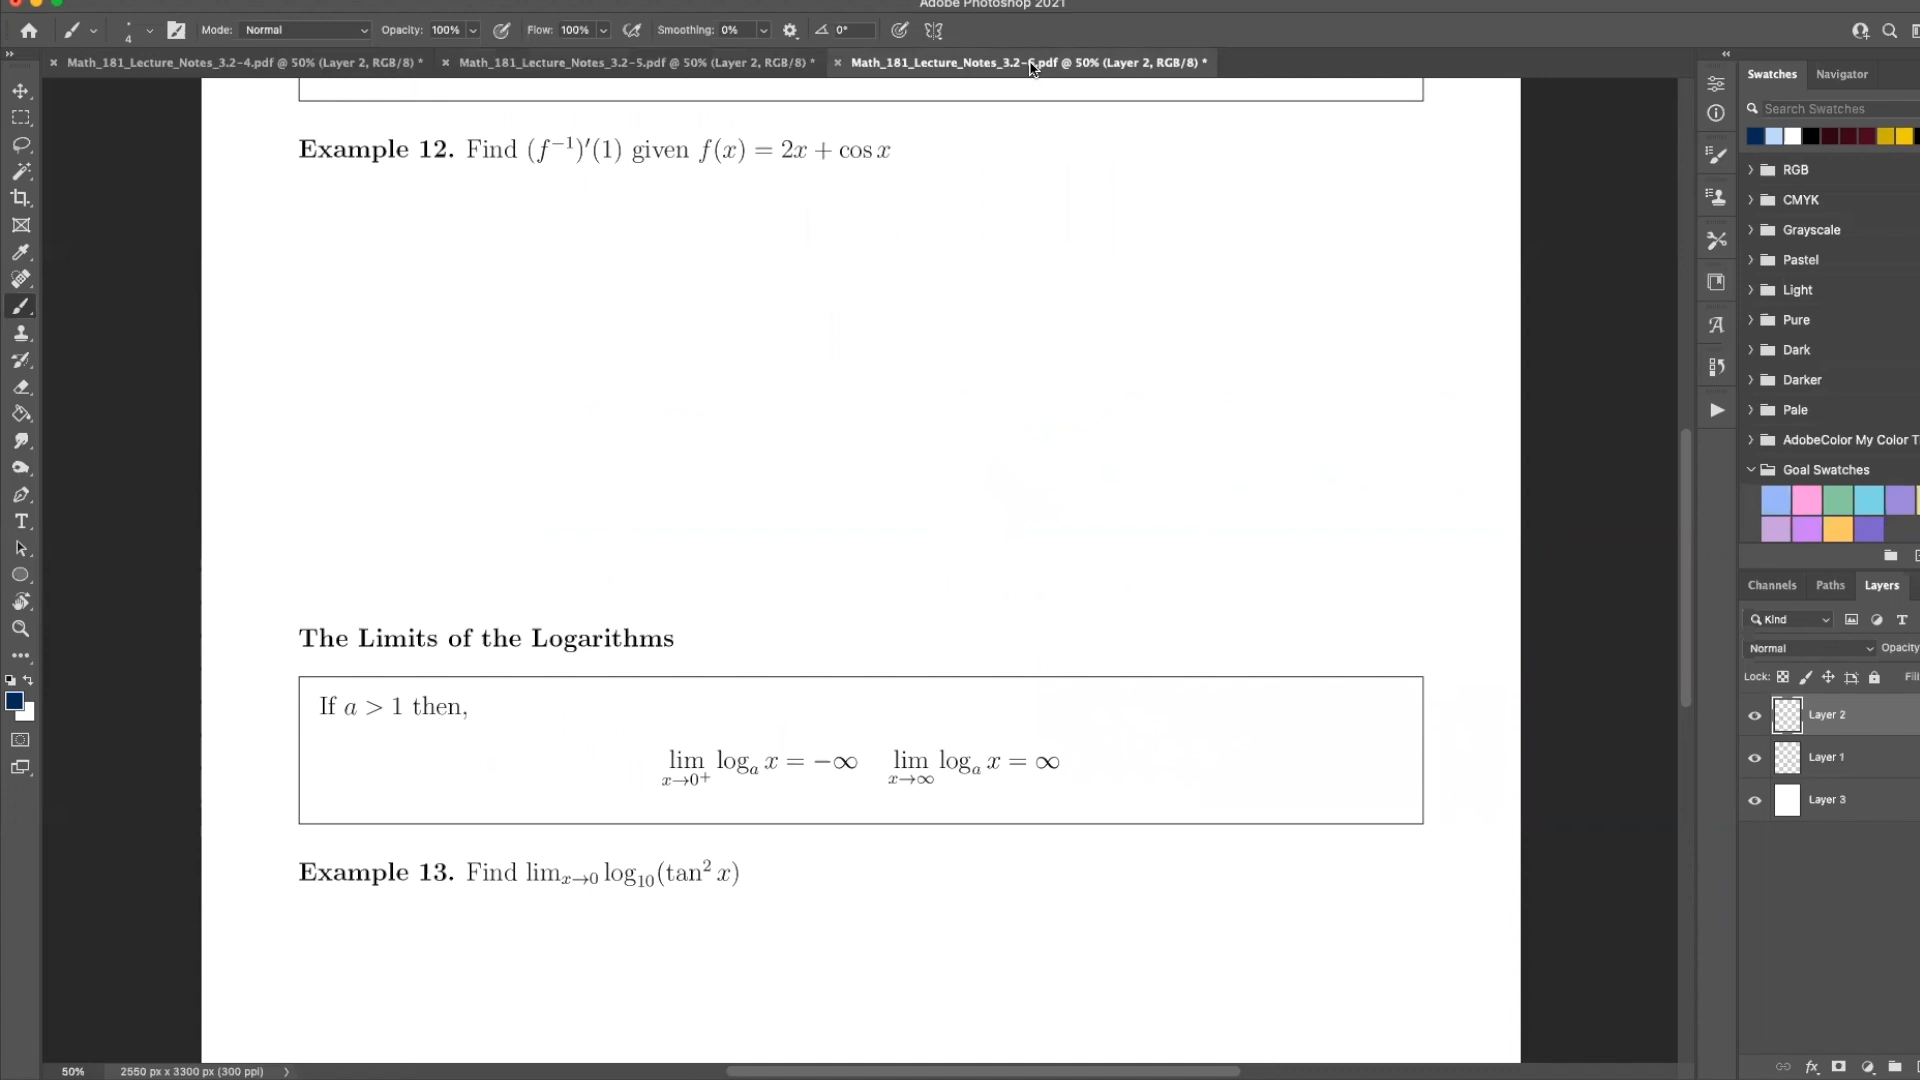 Adobe Photoshop 2021
4 Mode: Normal Opacity: 100% Flow: 100% Smoothing: 0% 0°
× Math_181_Lecture_Notes_3.2-4.pdf @ 50% (Layer 2, RGB/8) * × Math_181_Lecture_Notes_3.2-5.pdf @ 50% (Layer 2, RGB/8) * × Math_181_Lecture_Notes_3.2-6.pdf @ 50% (Layer 2, RGB/8) *
Example 12. Find (f⁻¹)′(1) given f(x) = 2x + cos x
The Limits of the Logarithms
If a > 1 then,
lim x→0⁺ logₐ x = −∞ lim x→∞ logₐ x = ∞
Example 13. Find lim x→0 log₁₀(tan² x)
50% 2550 px x 3300 px (300 ppi)
Swatches Navigator
Search Swatches
RGB
CMYK
Grayscale
Pastel
Light
Pure
Dark
Darker
Pale
AdobeColor My Color T
Goal Swatches
Channels Paths Layers
Kind
Normal Opacity
Lock: Fill
Layer 2
Layer 1
Layer 3
fx